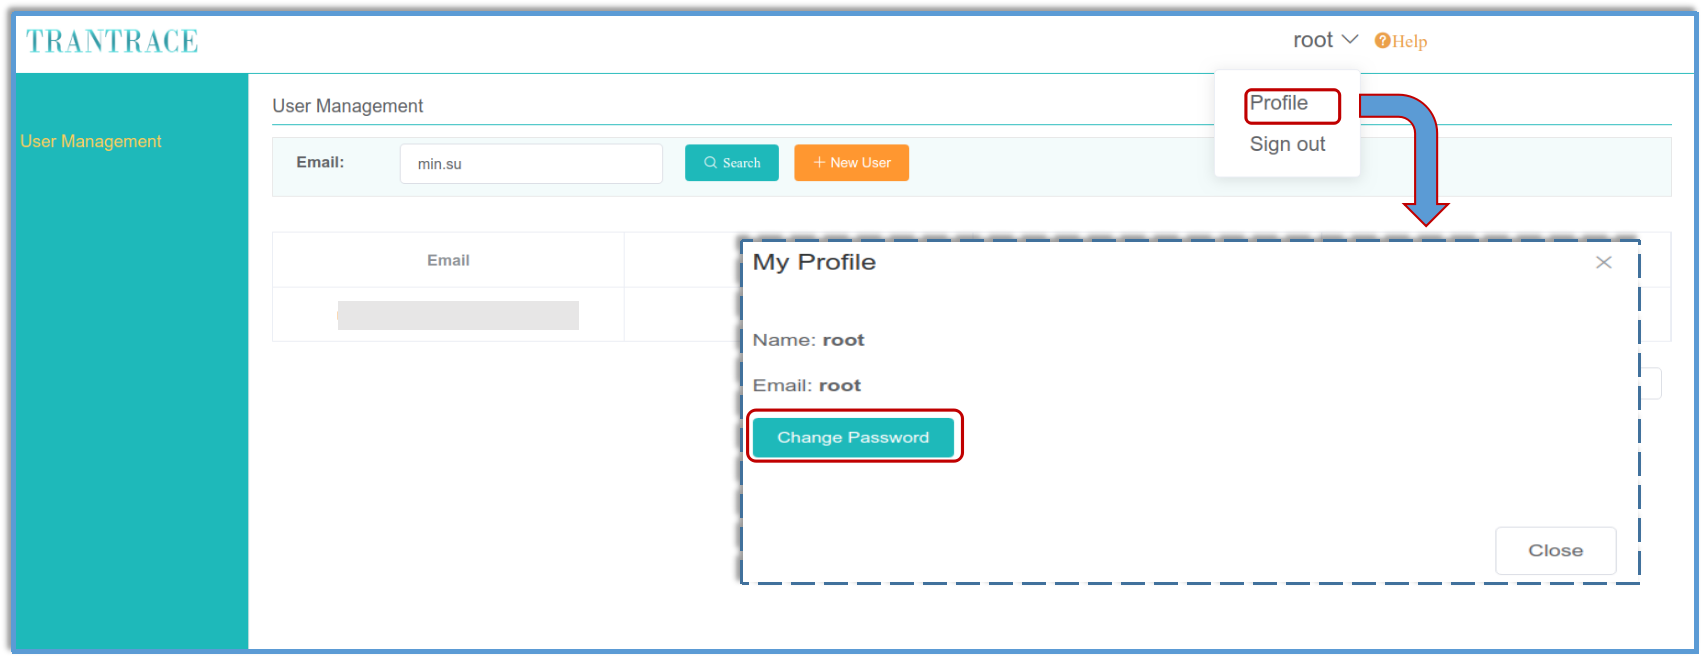 TRANTRACE
root
Help
Profile
Sign out
User Management
User Management
Email:
min.su
Search
+ New User
Email
My Profile
Name: root
Email: root
Change Password
Close